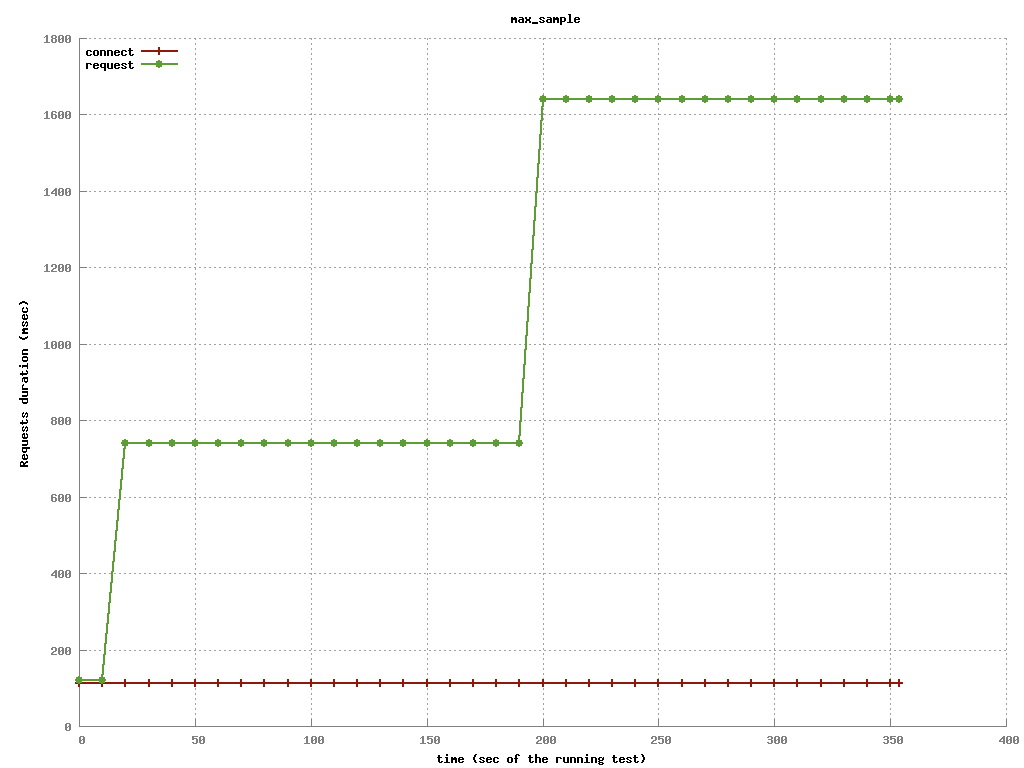 max_sample
1800
1600
1400
1200
1000
800
600
400
200
0
connect
request
Requests duration (msec)
0 50 100 150 200 250 300 350 400
time (sec of the running test)